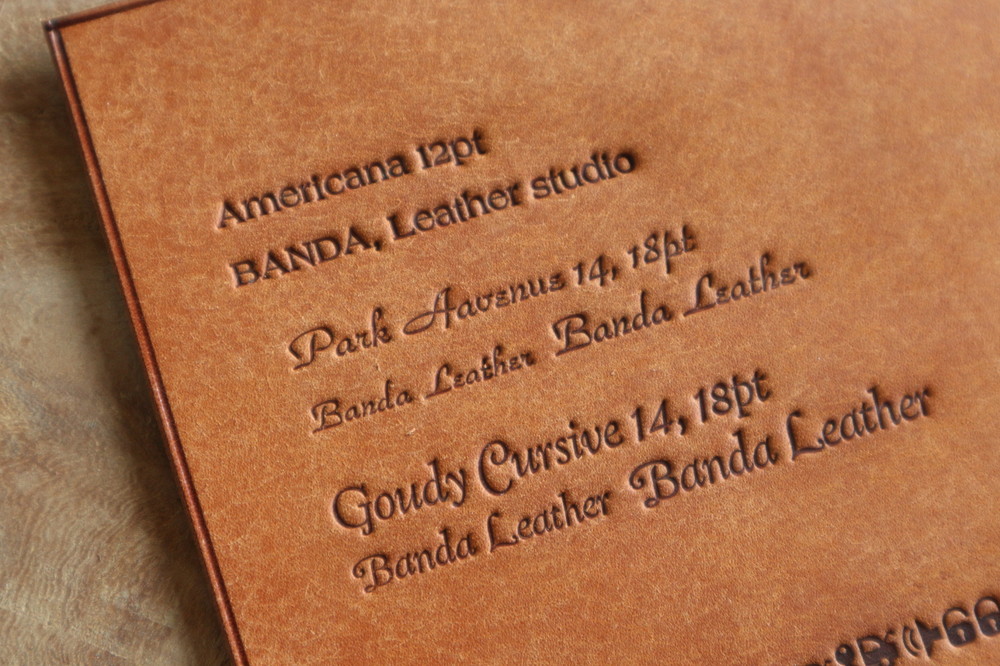 Americana 12pt
BANDA, Leather studio
Park Aavenus 14, 18pt
Banda Leather Banda Leather
Goudy Cursive 14, 18pt
Banda Leather Banda Leather